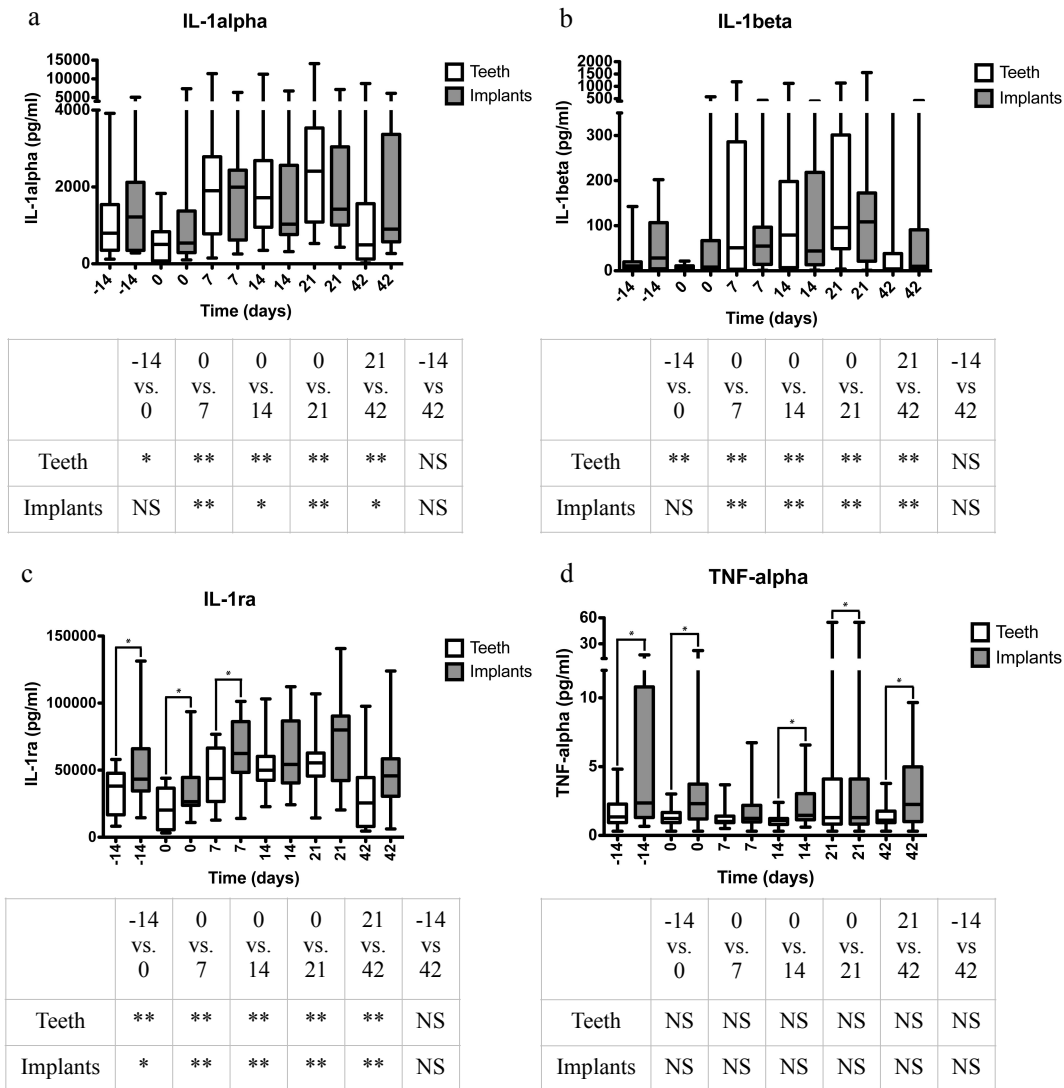 a
IL-1alpha
15000
10000
5000
4000
2000
0
IL-1alpha (pg/ml)
-14 -14 0 0 7 7 14 14 21 21 42 42
Time (days)
Teeth
Implants
-14 vs. 0 0 vs. 7 0 vs. 14 0 vs. 21 21 vs. 42 -14 vs 42
Teeth * ** ** ** ** NS
Implants NS ** * ** * NS
b
IL-1beta
2000
1500
1000
500
300
200
100
0
IL-1beta (pg/ml)
-14 -14 0 0 7 7 14 14 21 21 42 42
Time (days)
Teeth
Implants
-14 vs. 0 0 vs. 7 0 vs. 14 0 vs. 21 21 vs. 42 -14 vs 42
Teeth ** ** ** ** ** NS
Implants NS ** ** ** ** NS
c
IL-1ra
150000
100000
50000
0
IL-1ra (pg/ml)
* * *
-14 -14 0 0 7 7 14 14 21 21 42 42
Time (days)
Teeth
Implants
-14 vs. 0 0 vs. 7 0 vs. 14 0 vs. 21 21 vs. 42 -14 vs 42
Teeth ** ** ** ** ** NS
Implants * ** ** ** ** NS
d
TNF-alpha
60
30
10
5
0
TNF-alpha (pg/ml)
* * * * *
-14 -14 0 0 7 7 14 14 21 21 42 42
Time (days)
Teeth
Implants
-14 vs. 0 0 vs. 7 0 vs. 14 0 vs. 21 21 vs. 42 -14 vs 42
Teeth NS NS NS NS NS NS
Implants NS NS NS NS NS NS